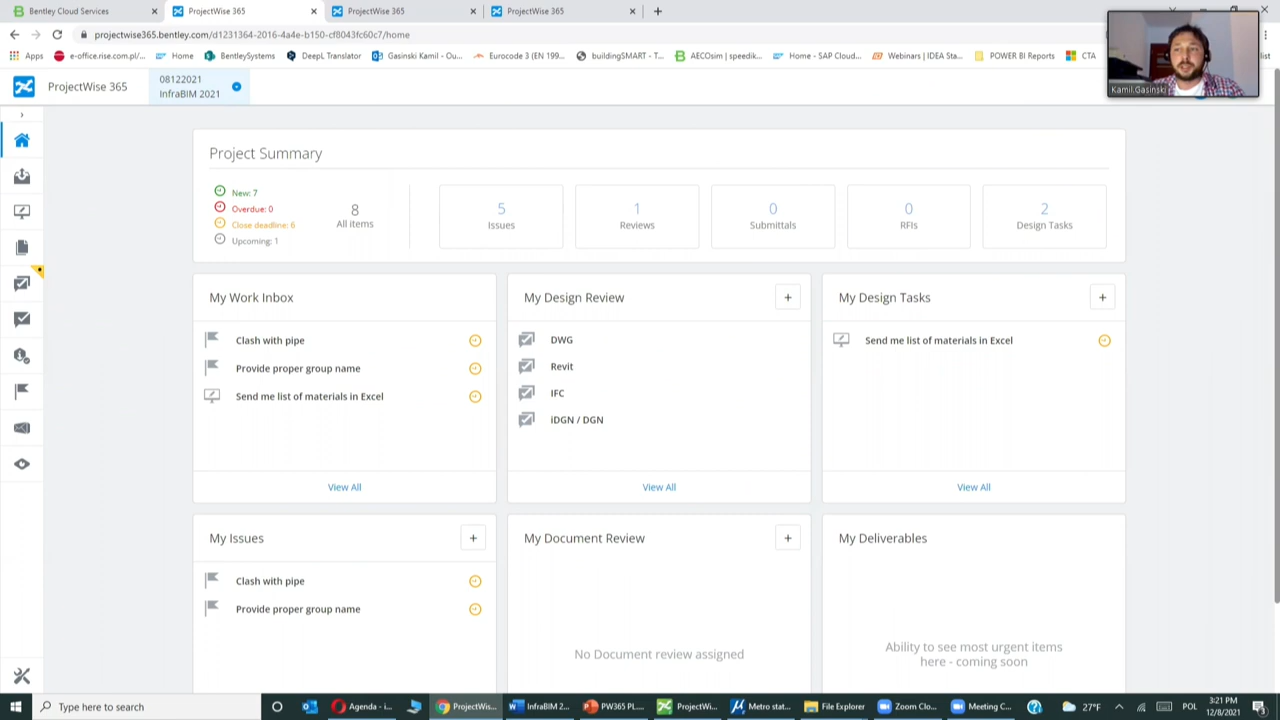 Bentley Cloud Services
ProjectWise 365
ProjectWise 365
ProjectWise 365
projectwise365.bentley.com/d1231364-2016-4a4e-b150-cf8043fc60c7/home
Apps
e-office.rise.com.pl/...
Home
BentleySystems
DeepL Translator
Gasinski Kamil - Ou...
Eurocode 3 (EN 199...
buildingSMART - T...
AECOsim | speedik...
Home - SAP Cloud...
Webinars | IDEA Sta...
POWER BI Reports
CTA
list
Kamil.Gasinski
ProjectWise 365
08122021
InfraBIM 2021
Project Summary
New: 7
Overdue: 0
Close deadline: 6
Upcoming: 1
8
All items
5
Issues
1
Reviews
0
Submittals
0
RFIs
2
Design Tasks
My Work Inbox
Clash with pipe
Provide proper group name
Send me list of materials in Excel
View All
My Design Review
+
DWG
Revit
IFC
iDGN / DGN
View All
My Design Tasks
+
Send me list of materials in Excel
View All
My Issues
+
Clash with pipe
Provide proper group name
My Document Review
+
No Document review assigned
My Deliverables
Ability to see most urgent items
here - coming soon
Type here to search
Agenda - i...
ProjectWis...
InfraBIM 2...
PW365 PL...
ProjectWi...
Metro stat...
File Explorer
Zoom Clo...
Meeting C...
27°F
POL
3:21 PM
12/8/2021